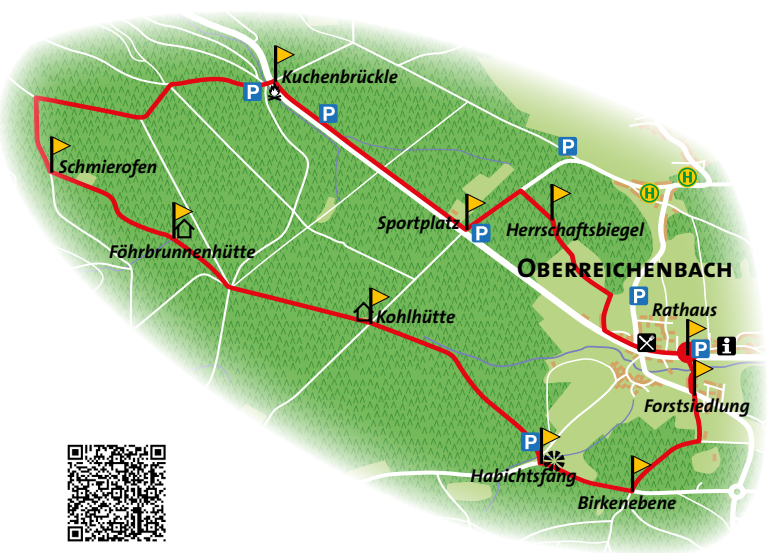 Kuchenbrückle
P
P
P
Schmierofen
H
H
Sportplatz
P
Herrschaftsbiegel
Föhrbrunnenhütte
OBERREICHENBACH
P
Rathaus
Kohlhütte
P
i
Forstsiedlung
P
Habichtsfang
Birkenebene